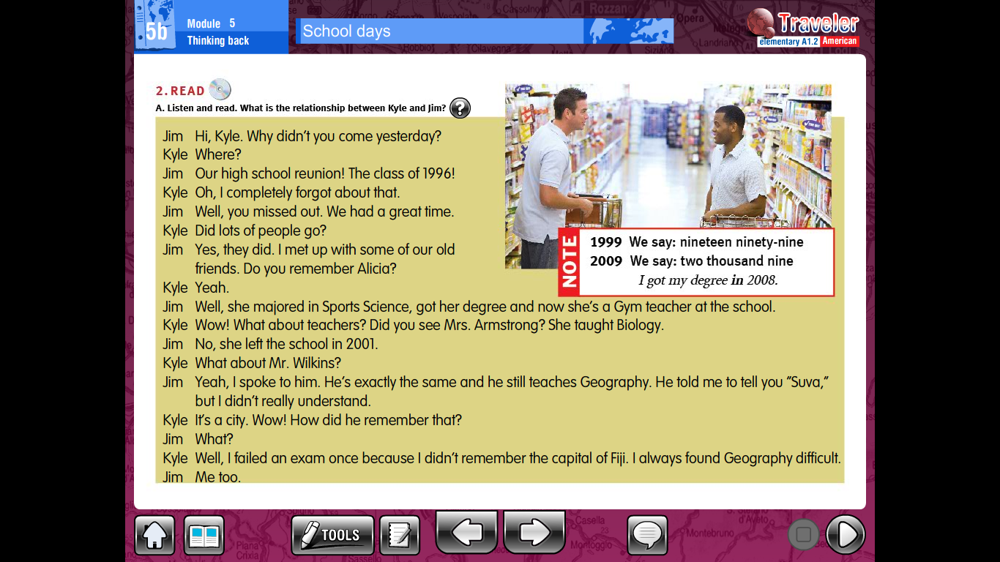 5b
Module 5
Thinking back
School days
Traveler
elementary A1.2 American
2. READ
A. Listen and read. What is the relationship between Kyle and Jim? ?
Jim Hi, Kyle. Why didn't you come yesterday?
Kyle Where?
Jim Our high school reunion! The class of 1996!
Kyle Oh, I completely forgot about that.
Jim Well, you missed out. We had a great time.
Kyle Did lots of people go?
Jim Yes, they did. I met up with some of our old
friends. Do you remember Alicia?
Kyle Yeah.
Jim Well, she majored in Sports Science, got her degree and now she's a Gym teacher at the school.
Kyle Wow! What about teachers? Did you see Mrs. Armstrong? She taught Biology.
Jim No, she left the school in 2001.
Kyle What about Mr. Wilkins?
Jim Yeah, I spoke to him. He's exactly the same and he still teaches Geography. He told me to tell you "Suva,"
but I didn't really understand.
Kyle It's a city. Wow! How did he remember that?
Jim What?
Kyle Well, I failed an exam once because I didn't remember the capital of Fiji. I always found Geography difficult.
Jim Me too.
NOTE
1999 We say: nineteen ninety-nine
2009 We say: two thousand nine
I got my degree in 2008.
TOOLS